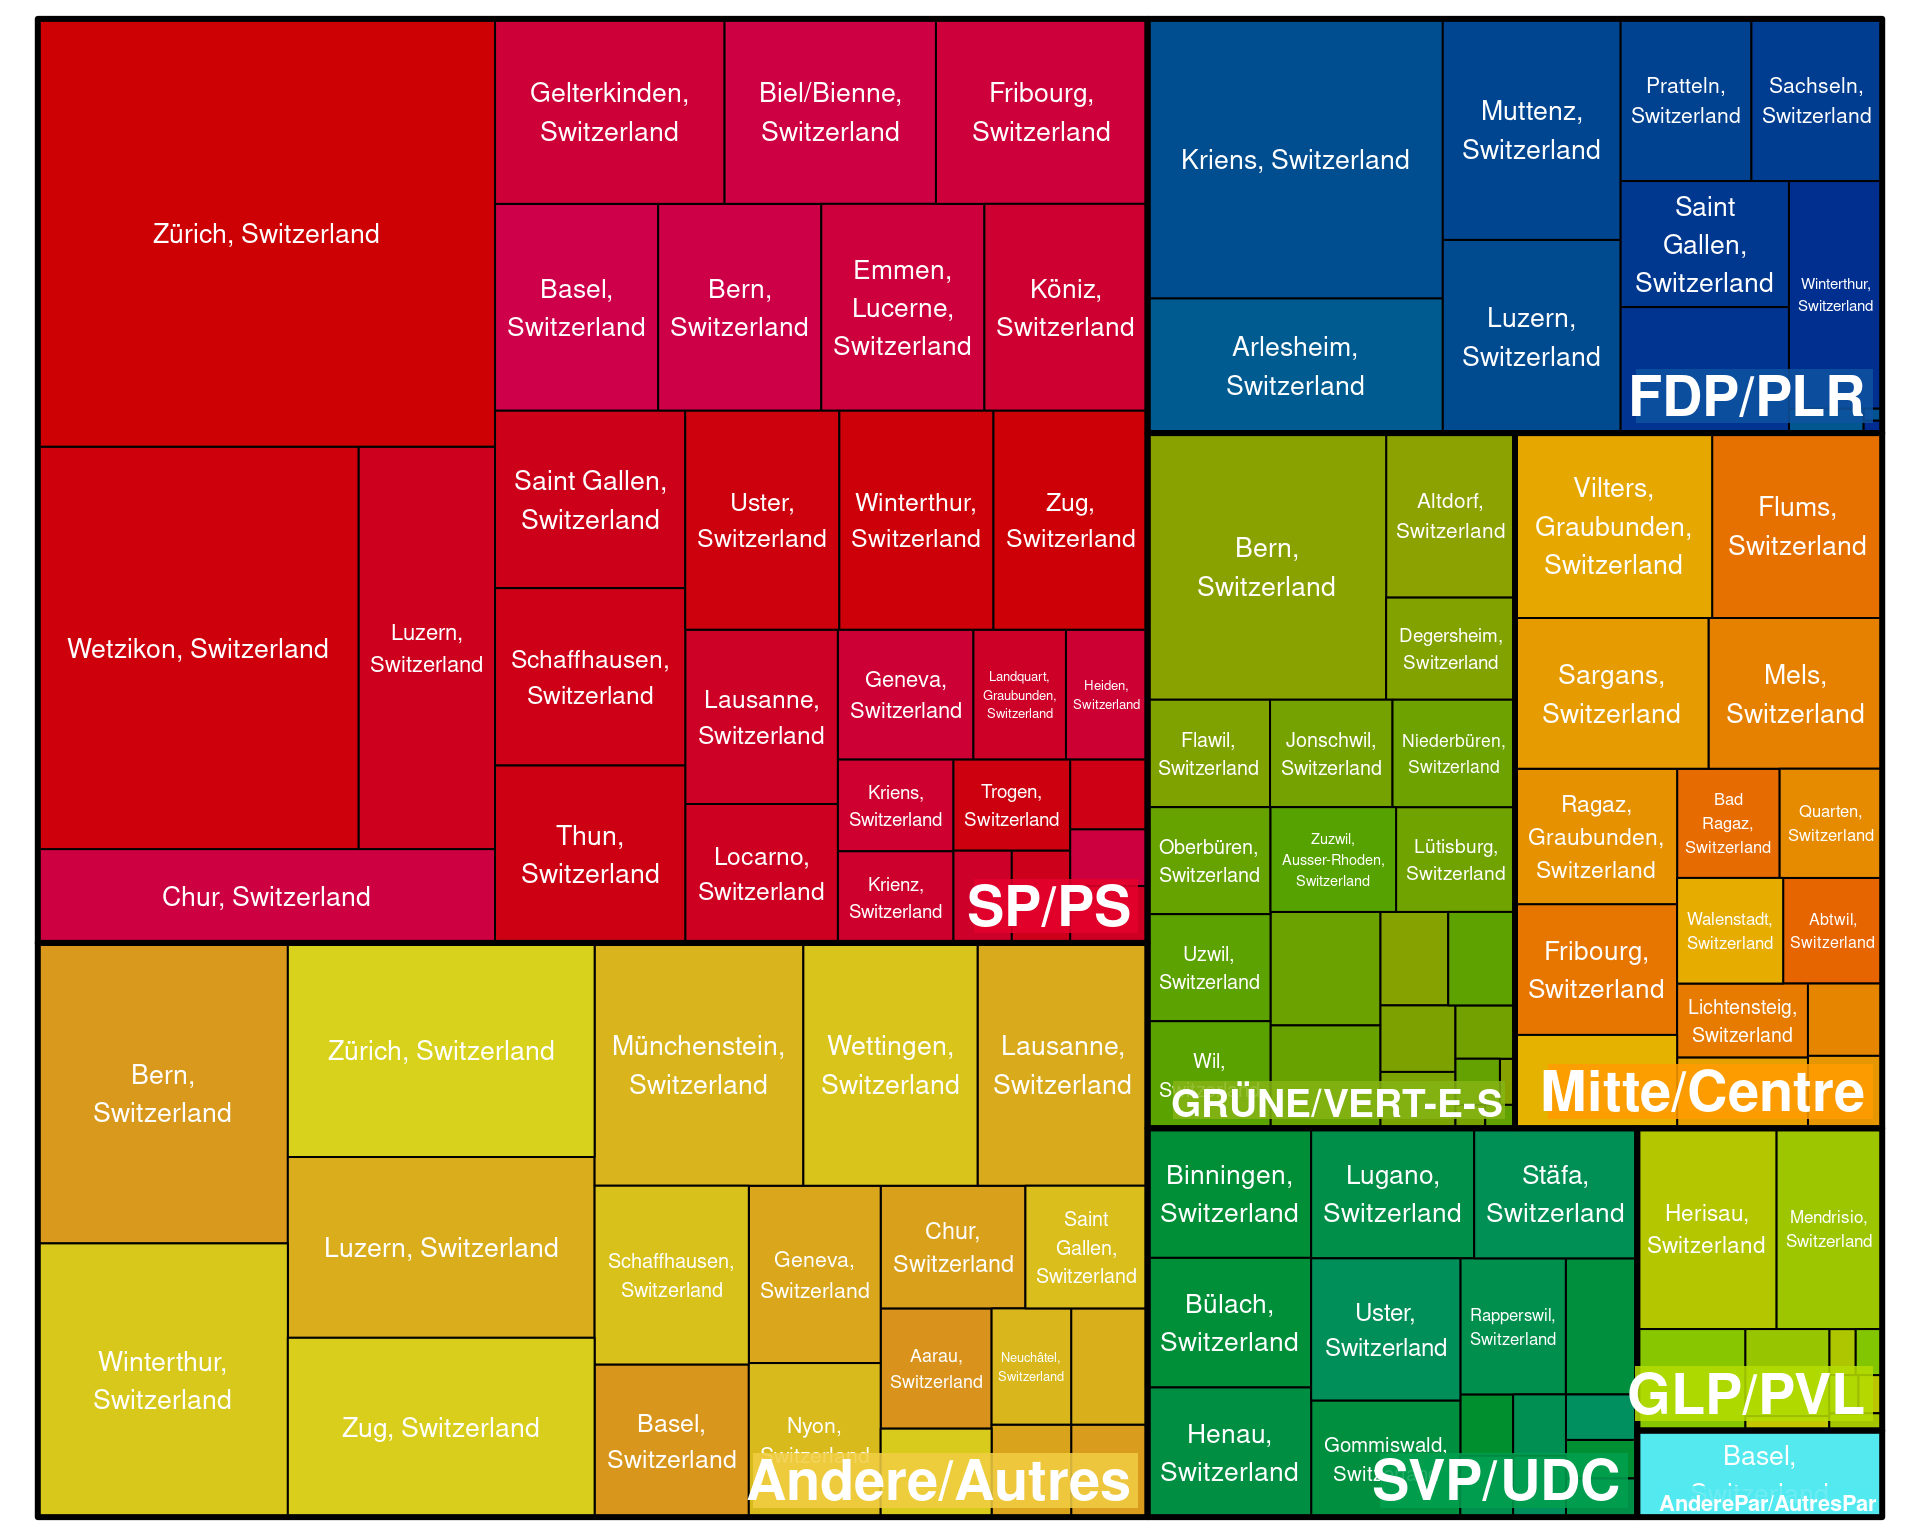 Zürich, Switzerland
Wetzikon, Switzerland
Luzern,
Switzerland
Chur, Switzerland
Gelterkinden,
Switzerland
Biel/Bienne,
Switzerland
Fribourg,
Switzerland
Basel,
Switzerland
Bern,
Switzerland
Emmen,
Lucerne,
Switzerland
Köniz,
Switzerland
Saint Gallen,
Switzerland
Uster,
Switzerland
Winterthur,
Switzerland
Zug,
Switzerland
Schaffhausen,
Switzerland
Thun,
Switzerland
Lausanne,
Switzerland
Locarno,
Switzerland
Geneva,
Switzerland
Landquart,
Graubunden,
Switzerland
Heiden,
Switzerland
Kriens,
Switzerland
Trogen,
Switzerland
Krienz,
Switzerland
SP/PS
Kriens, Switzerland
Arlesheim,
Switzerland
Muttenz,
Switzerland
Luzern,
Switzerland
Pratteln,
Switzerland
Sachseln,
Switzerland
Saint
Gallen,
Switzerland
Winterthur,
Switzerland
FDP/PLR
Bern,
Switzerland
Altdorf,
Switzerland
Degersheim,
Switzerland
Flawil,
Switzerland
Jonschwil,
Switzerland
Niederbüren,
Switzerland
Oberbüren,
Switzerland
Zuzwil,
Ausser-Rhoden,
Switzerland
Lütisburg,
Switzerland
Uzwil,
Switzerland
Wil,
GRÜNE/VERT-E-S
Vilters,
Graubunden,
Switzerland
Flums,
Switzerland
Sargans,
Switzerland
Mels,
Switzerland
Ragaz,
Graubunden,
Switzerland
Bad
Ragaz,
Switzerland
Quarten,
Switzerland
Fribourg,
Switzerland
Walenstadt,
Switzerland
Abtwil,
Switzerland
Lichtensteig,
Switzerland
Mitte/Centre
Bern,
Switzerland
Winterthur,
Switzerland
Zürich, Switzerland
Luzern, Switzerland
Zug, Switzerland
Münchenstein,
Switzerland
Wettingen,
Switzerland
Lausanne,
Switzerland
Schaffhausen,
Switzerland
Geneva,
Switzerland
Chur,
Switzerland
Saint
Gallen,
Switzerland
Basel,
Switzerland
Nyon,
Switzerland
Aarau,
Switzerland
Neuchâtel,
Switzerland
Andere/Autres
Binningen,
Switzerland
Lugano,
Switzerland
Stäfa,
Switzerland
Bülach,
Switzerland
Uster,
Switzerland
Rapperswil,
Switzerland
Henau,
Switzerland
Gommiswald,
SVP/UDC
Herisau,
Switzerland
Mendrisio,
Switzerland
GLP/PVL
Basel,
Switzerland
AnderePar/AutresPar